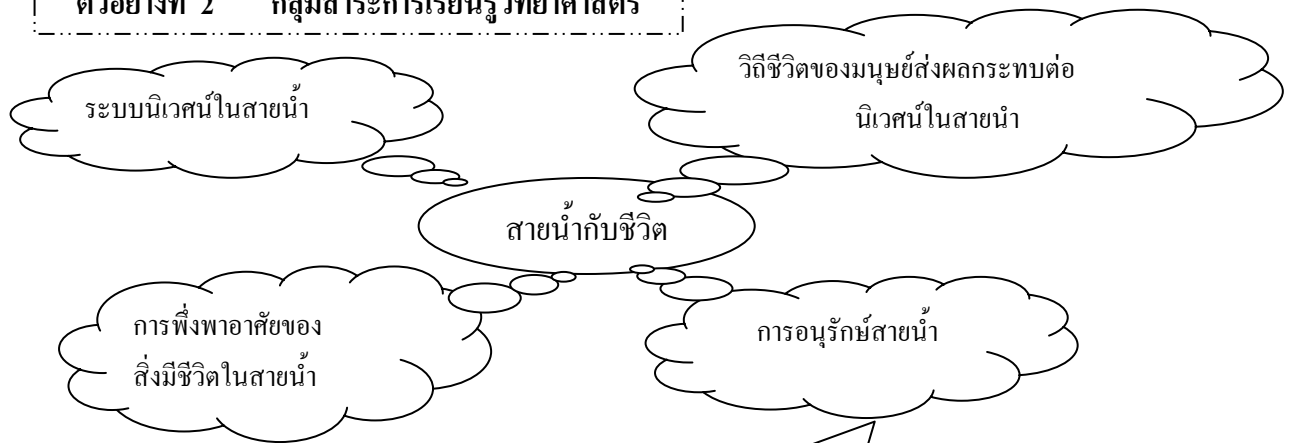 ตัวอย่างที่ 2 กลุ่มสาระการเรียนรู้วิทยาศาสตร์
ระบบนิเวศน์ในสายน้ำ
วิถีชีวิตของมนุษย์ส่งผลกระทบต่อ
นิเวศน์ในสายนำ
สายน้ำกับชีวิต
การพึ่งพาอาศัยของ
สิ่งมีชีวิตในสายน้ำ
การอนุรักษ์สายน้ำ